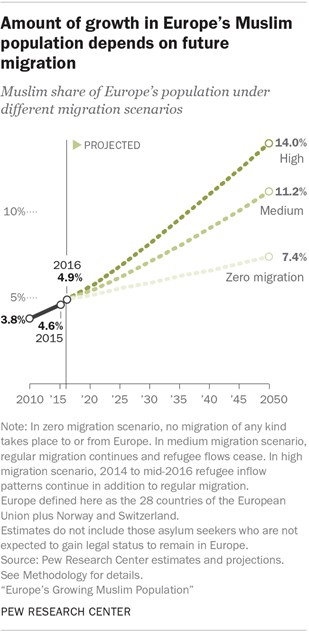 Amount of growth in Europe's Muslim
population depends on future
migration
Muslim share of Europe's population under
different migration scenarios
PROJECTED
14.0%
High
11.2%
Medium
10%
7.4%
Zero migration
2016
4.9%
5%
3.8%
4.6%
2015
2010 '15 '20 '25 '30 '35 '40 '45 2050
Note: In zero migration scenario, no migration of any kind
takes place to or from Europe. In medium migration scenario,
regular migration continues and refugee flows cease. In high
migration scenario, 2014 to mid-2016 refugee inflow
patterns continue in addition to regular migration.
Europe defined here as the 28 countries of the European
Union plus Norway and Switzerland.
Estimates do not include those asylum seekers who are not
expected to gain legal status to remain in Europe.
Source: Pew Research Center estimates and projections.
See Methodology for details.
"Europe's Growing Muslim Population"
PEW RESEARCH CENTER